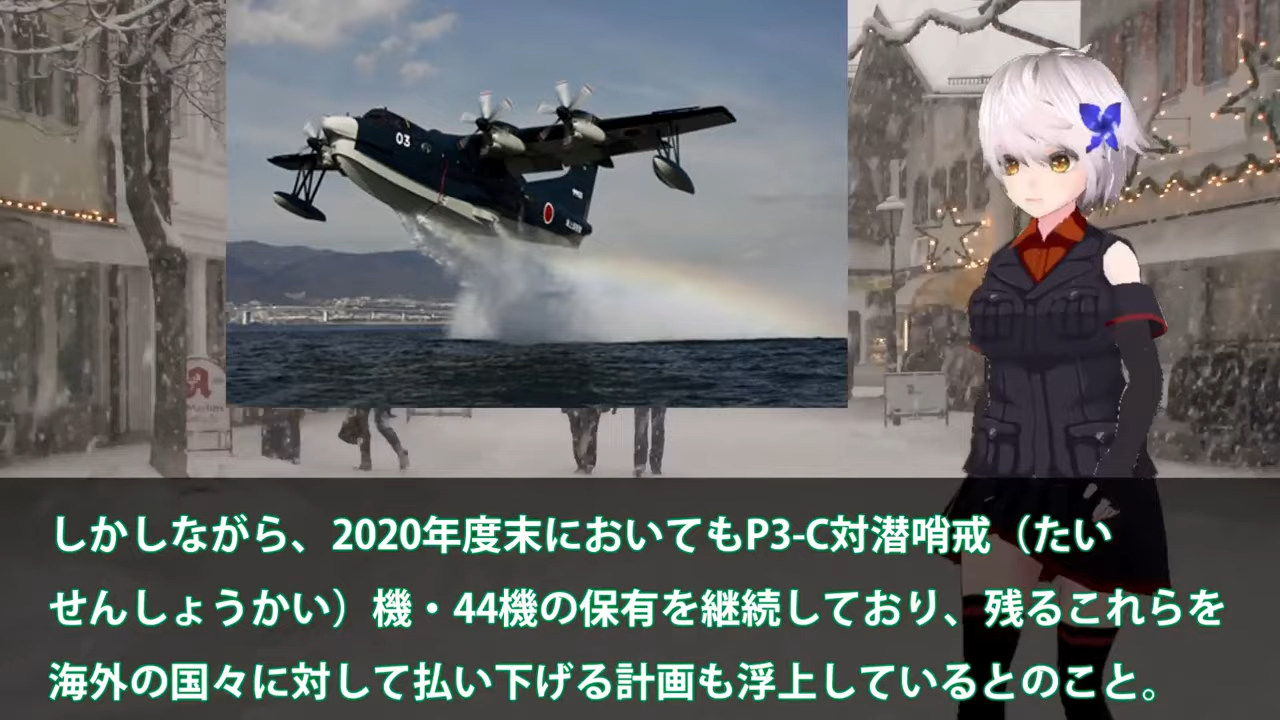 03
A
しかしながら、2020年度末においてもP3-C対潜哨戒（たい
せんしょうかい）機・44機の保有を継続しており、残るこれらを
海外の国々に対して払い下げる計画も浮上しているとのこと。